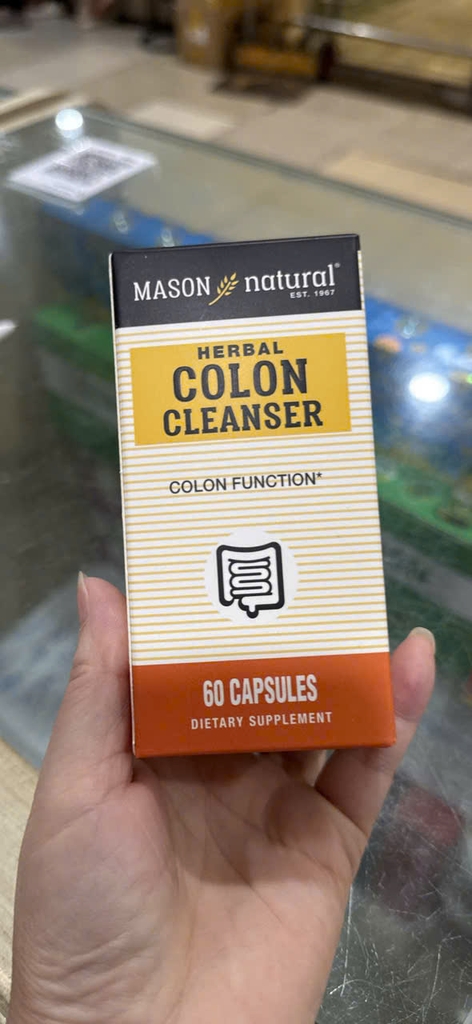 MASON natural®
EST. 1967
HERBAL
COLON
CLEANSER
COLON FUNCTION*
60 CAPSULES
DIETARY SUPPLEMENT